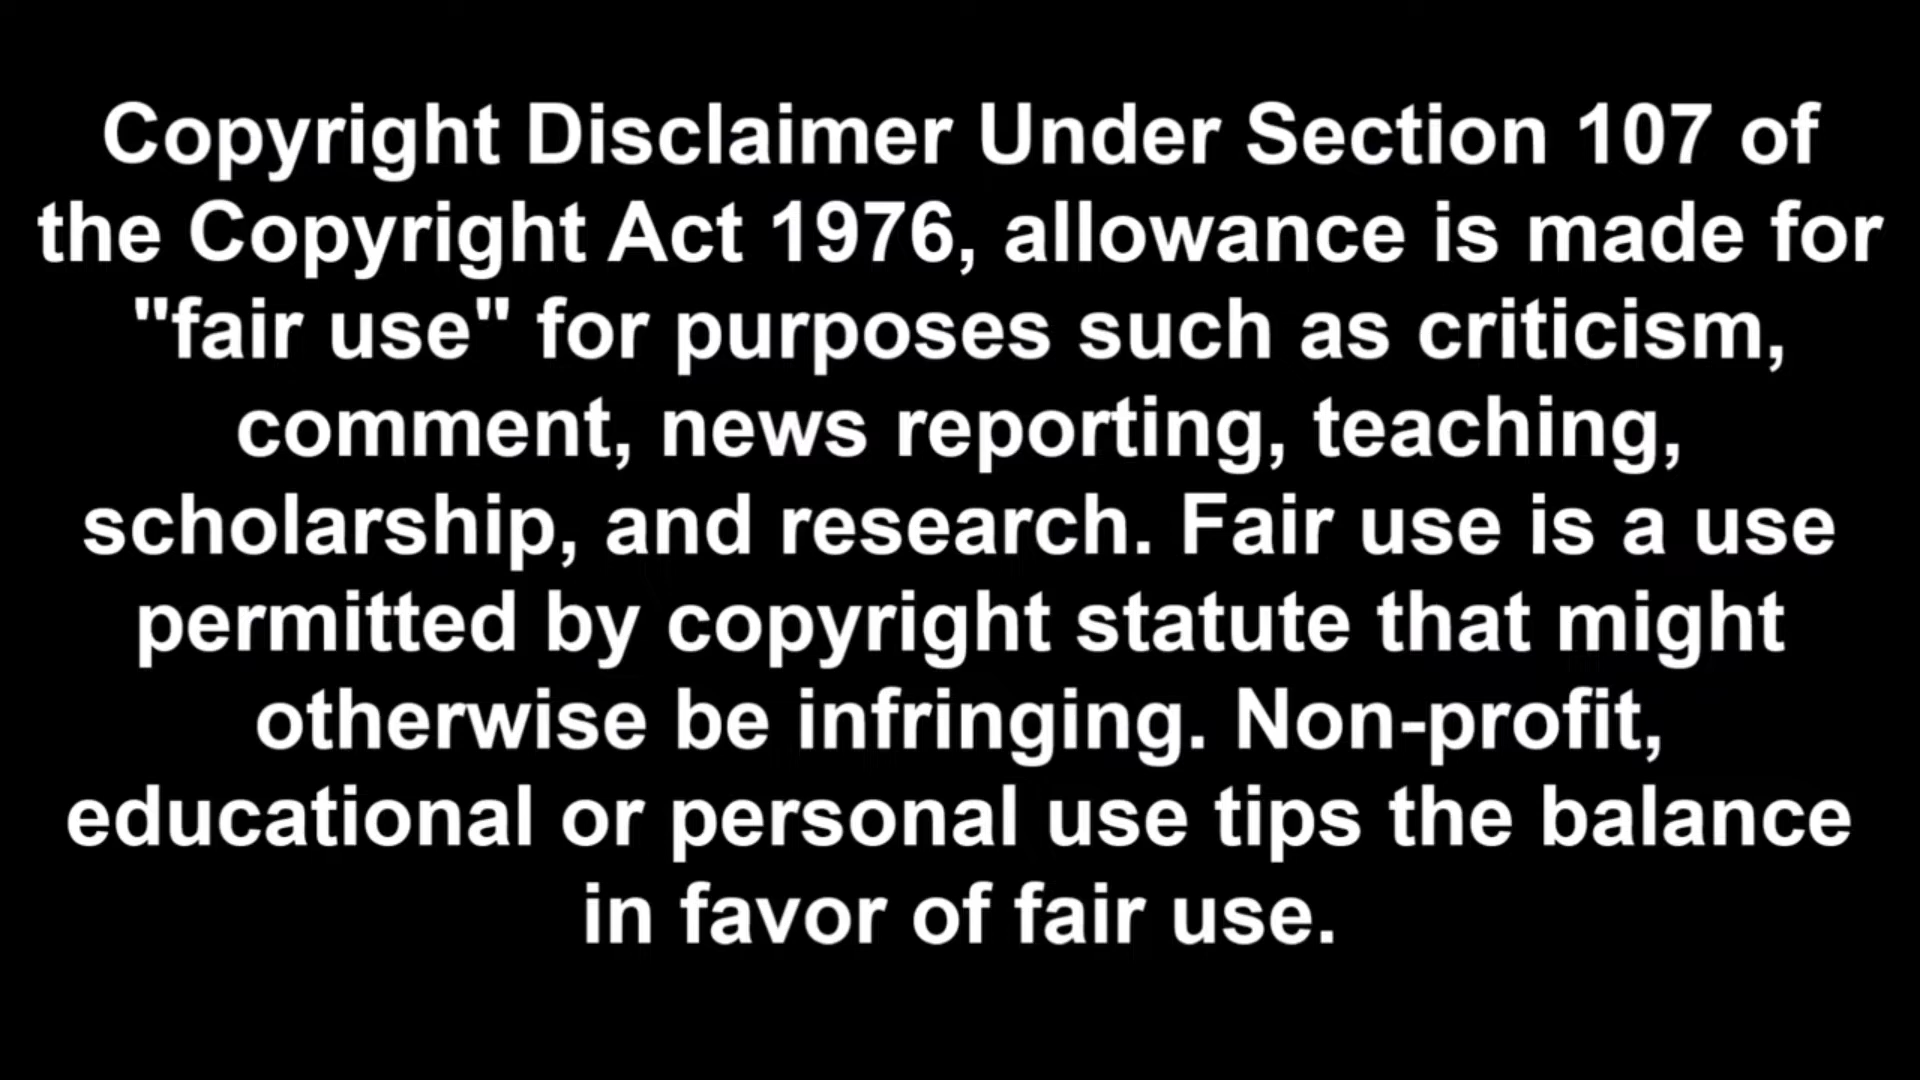 Copyright Disclaimer Under Section 107 of
the Copyright Act 1976, allowance is made for
"fair use" for purposes such as criticism,
comment, news reporting, teaching,
scholarship, and research. Fair use is a use
permitted by copyright statute that might
otherwise be infringing. Non-profit,
educational or personal use tips the balance
in favor of fair use.